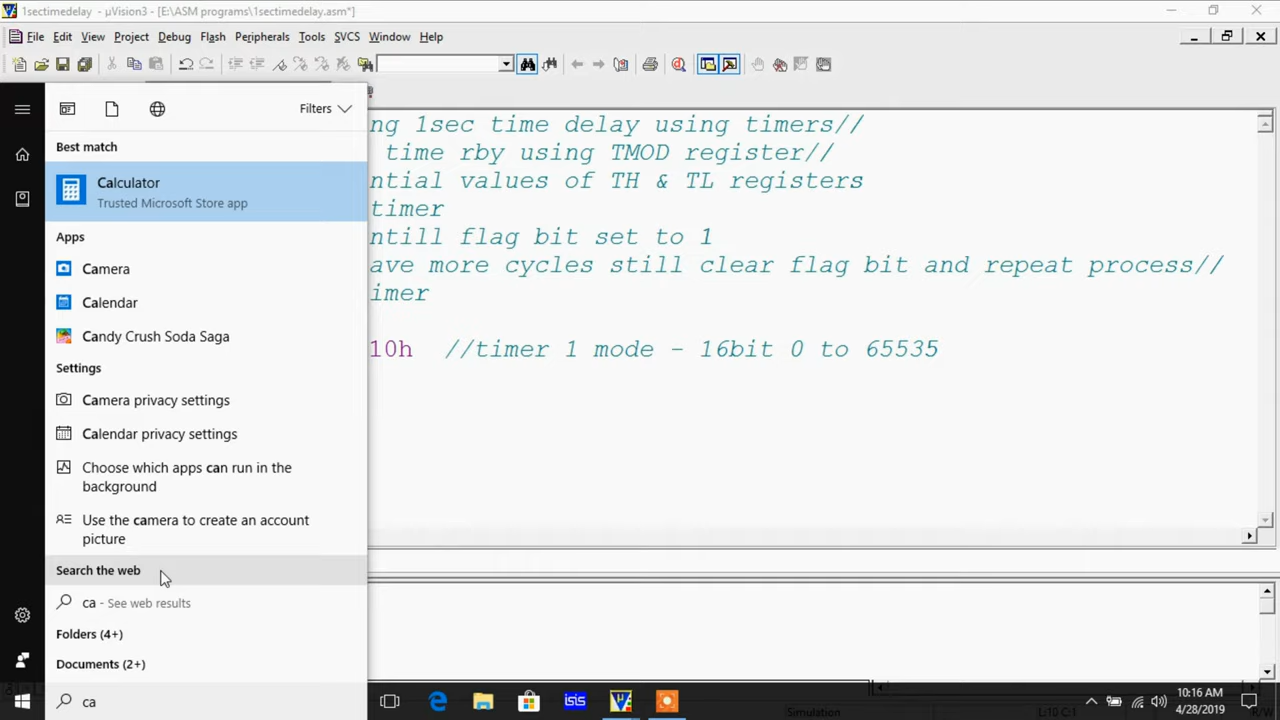 1sectimedelay - µVision3 - [E:\ASM programs\1sectimedelay.asm*]
File Edit View Project Debug Flash Peripherals Tools SVCS Window Help
Filters
ng 1sec time delay using timers//
Best match
time rby using TMOD register//
Calculator
Trusted Microsoft Store app
ntial values of TH & TL registers
timer
Apps
ntill flag bit set to 1
Camera
ave more cycles still clear flag bit and repeat process//
Calendar
imer
Candy Crush Soda Saga
10h //timer 1 mode - 16bit 0 to 65535
Settings
Camera privacy settings
Calendar privacy settings
Choose which apps can run in the
background
Use the camera to create an account
picture
Search the web
ca - See web results
Folders (4+)
Documents (2+)
ca
isis
10:16 AM
4/28/2019
Simulation
L:10 C:1
R/W